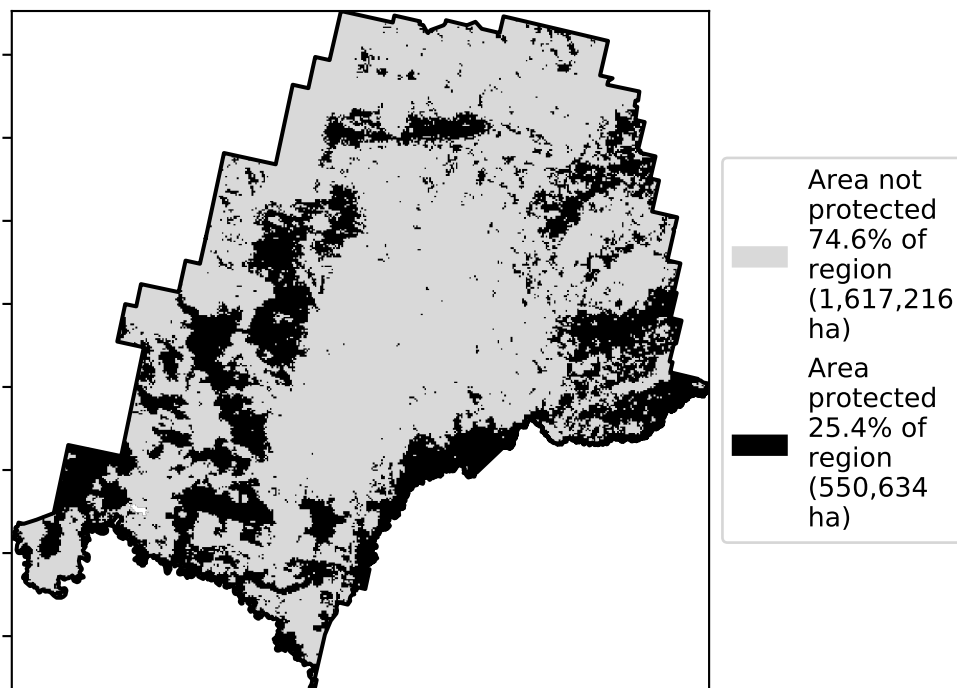 Area not
protected
74.6% of
region
(1,617,216
ha)
Area
protected
25.4% of
region
(550,634
ha)